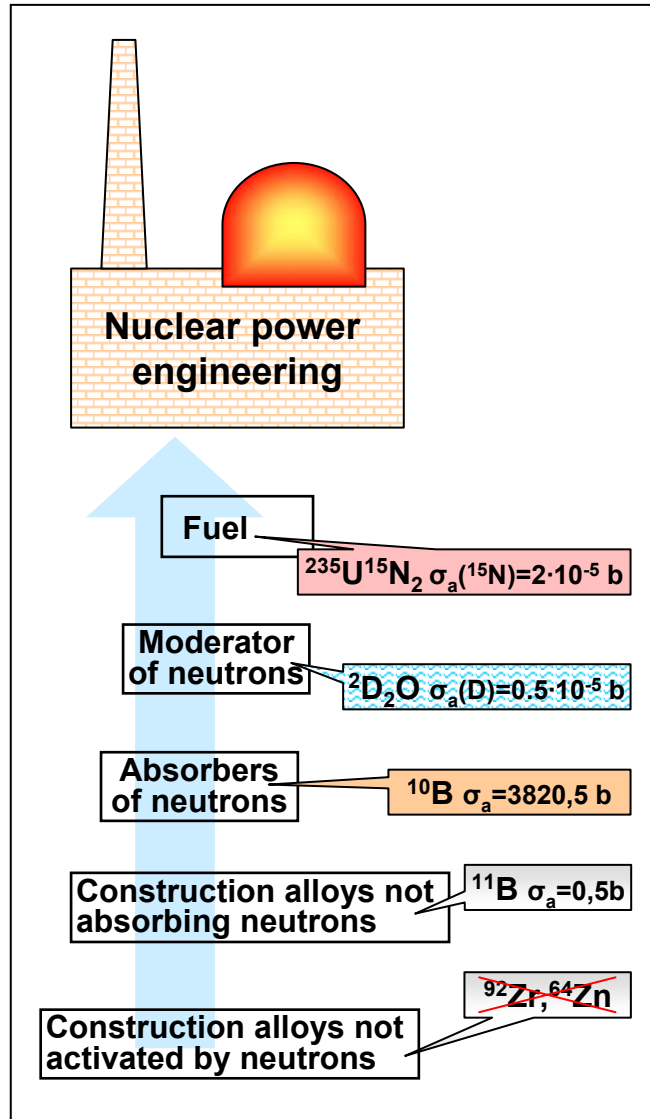 Nuclear power
engineering
Fuel
²³⁵U¹⁵N₂ σₐ(¹⁵N)=2·10⁻⁵ b
Moderator
of neutrons
²D₂O σₐ(D)=0.5·10⁻⁵ b
Absorbers
of neutrons
¹⁰B σₐ=3820,5 b
Construction alloys not
absorbing neutrons
¹¹B σₐ=0,5b
⁹²Zr,⁶⁴Zn
Construction alloys not
activated by neutrons